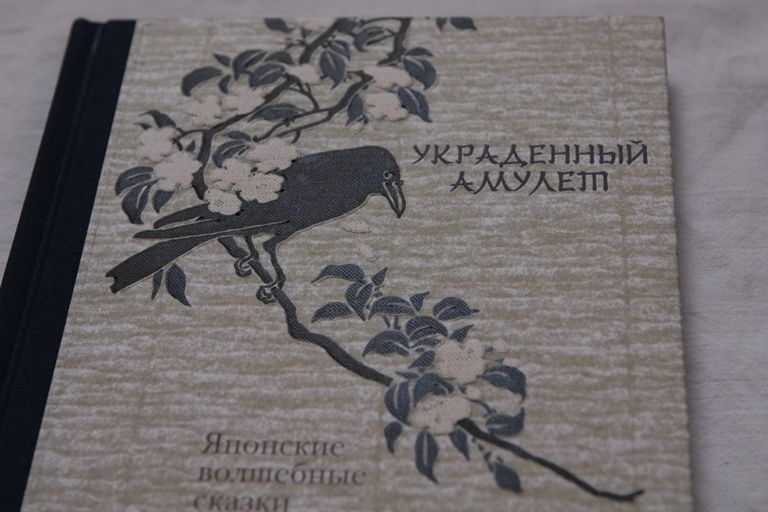 УКРАДЕННЫЙ
АМУЛЕТ
Японские
волшебные
сказки